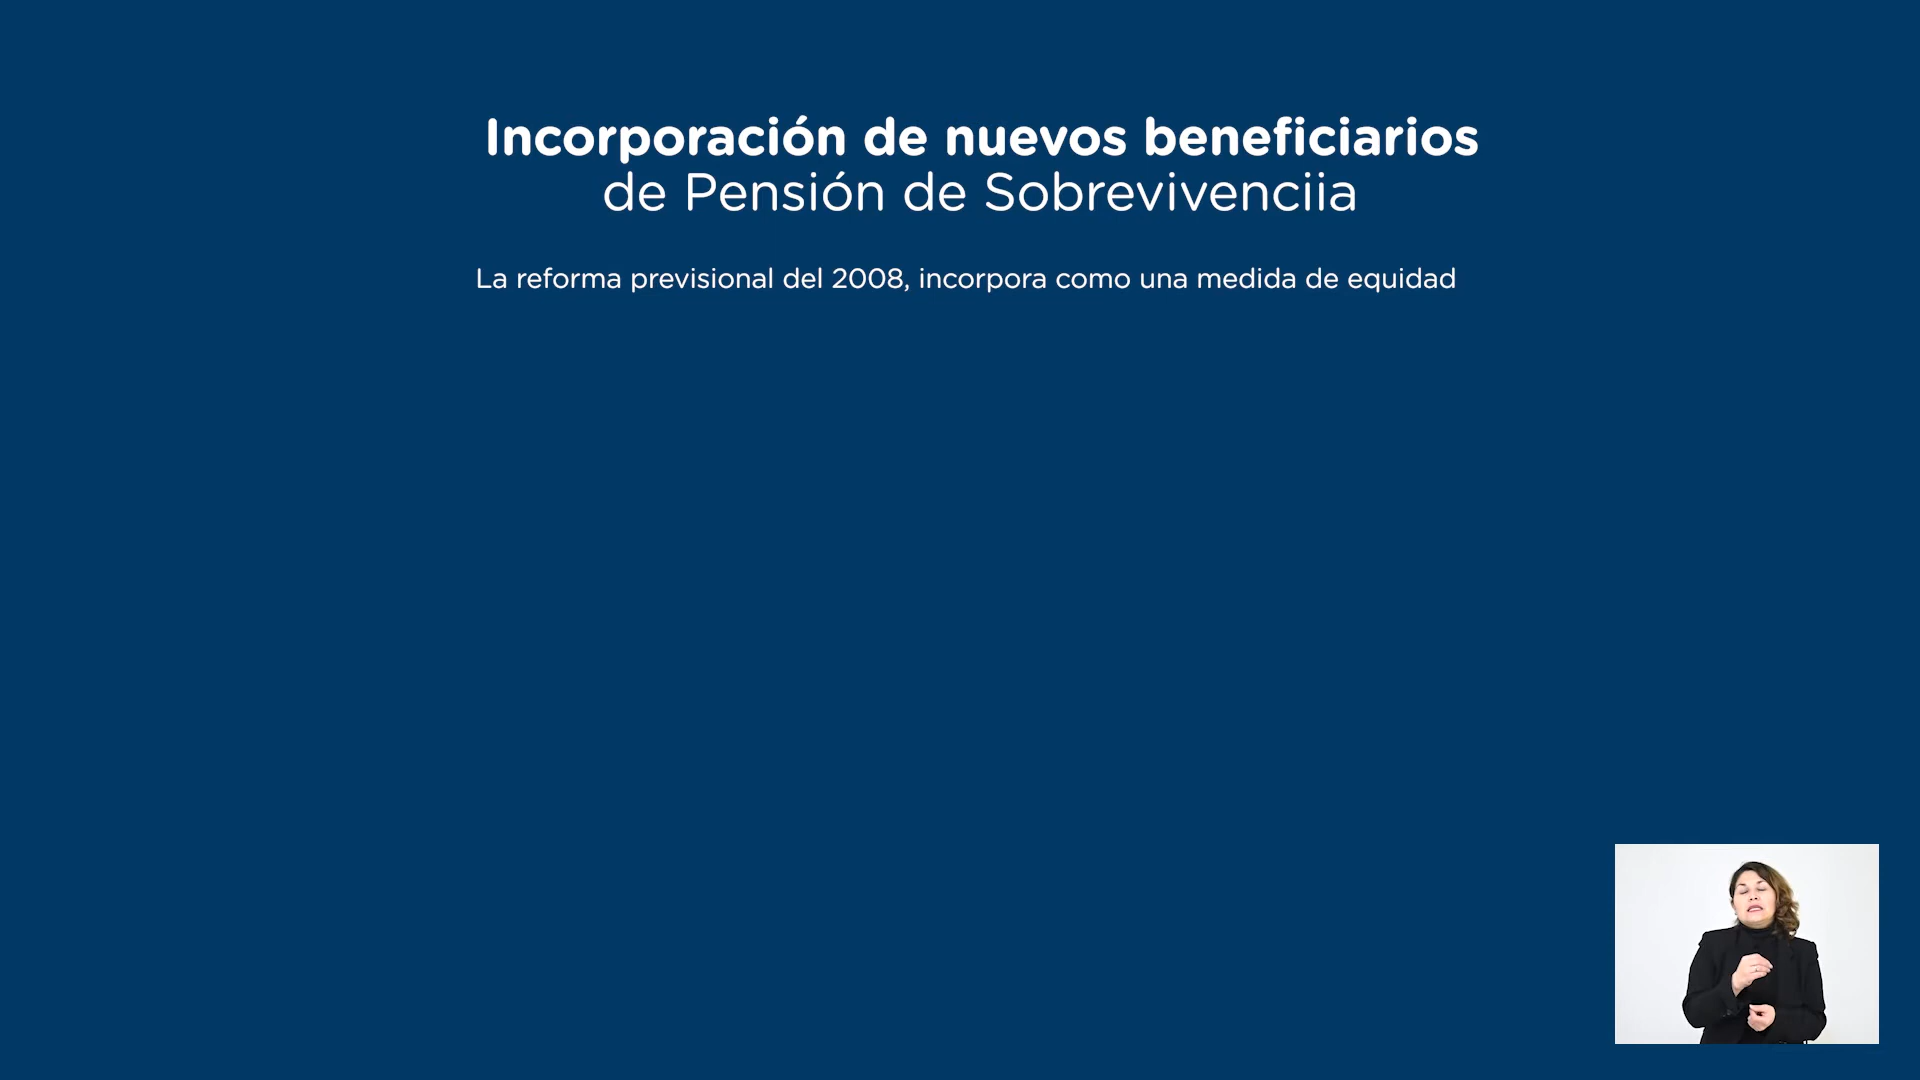 Incorporación de nuevos beneficiarios
de Pensión de Sobrevivenciia
La reforma previsional del 2008, incorpora como una medida de equidad